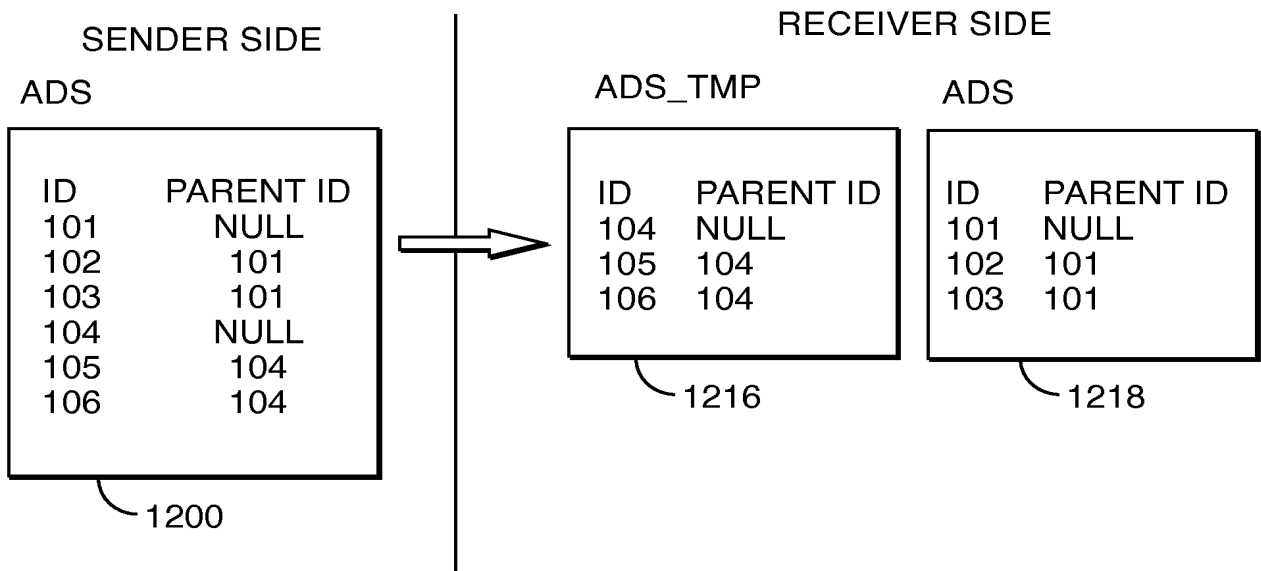 SENDER SIDE
RECEIVER SIDE
ADS
ID PARENT ID
101 NULL
102 101
103 101
104 NULL
105 104
106 104
1200
ADS_TMP
ID PARENT ID
104 NULL
105 104
106 104
1216
ADS
ID PARENT ID
101 NULL
102 101
103 101
1218